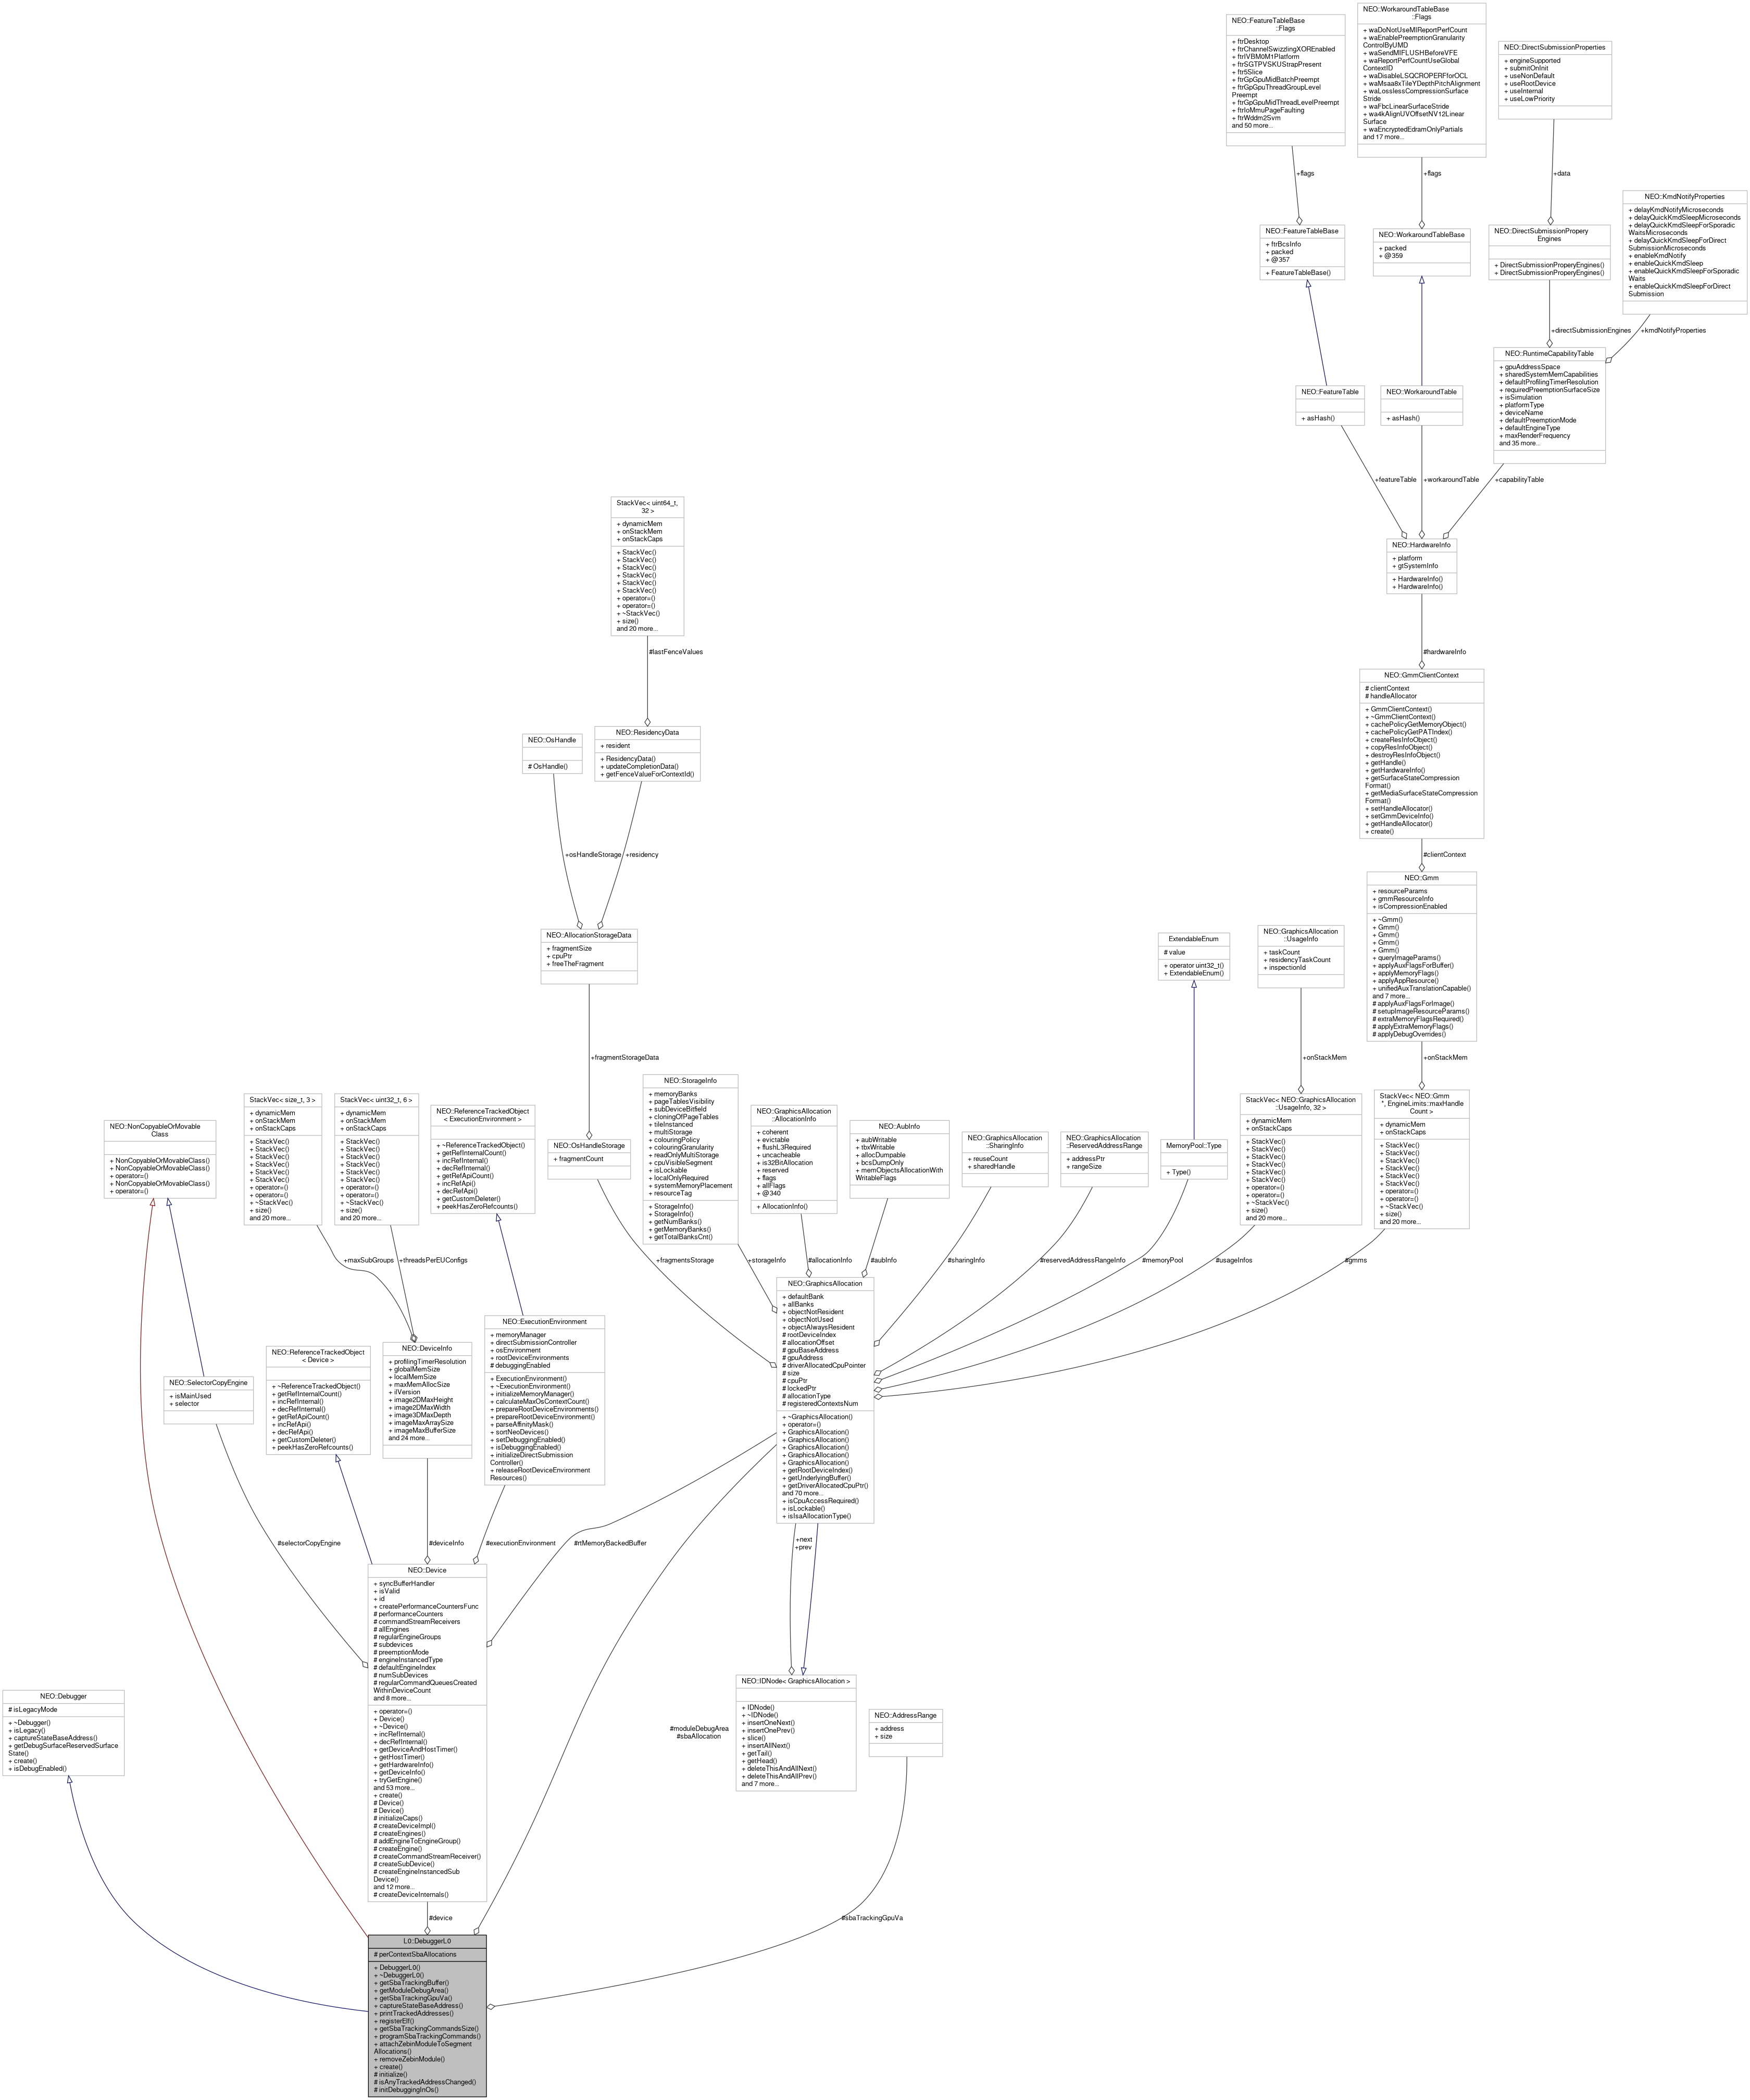 NEO::FeatureTableBase
::Flags
+ ftrDesktop
+ ftrChannelSwizzlingXOREnabled
+ ftrIVBM0M1Platform
+ ftrSGTPVSKUStrapPresent
+ ftr5Slice
+ ftrGpGpuMidBatchPreempt
+ ftrGpGpuThreadGroupLevel
Preempt
+ ftrGpGpuMidThreadLevelPreempt
+ ftrIoMmuPageFaulting
+ ftrWddm2Svm
and 50 more...
NEO::WorkaroundTableBase
::Flags
+ waDoNotUseMIReportPerfCount
+ waEnablePreemptionGranularity
ControlByUMD
+ waSendMIFLUSHBeforeVFE
+ waReportPerfCountUseGlobal
ContextID
+ waDisableLSQCROPERFforOCL
+ waMsaa8xTileYDepthPitchAlignment
+ waLosslessCompressionSurface
Stride
+ waFbcLinearSurfaceStride
+ wa4kAlignUVOffsetNV12Linear
Surface
+ waEncryptedEdramOnlyPartials
and 17 more...
NEO::DirectSubmissionProperties
+ engineSupported
+ submitOnInit
+ useNonDefault
+ useRootDevice
+ useInternal
+ useLowPriority
+flags
+flags
+data
NEO::KmdNotifyProperties
+ delayKmdNotifyMicroseconds
+ delayQuickKmdSleepMicroseconds
+ delayQuickKmdSleepForSporadic
WaitsMicroseconds
+ delayQuickKmdSleepForDirect
SubmissionMicroseconds
+ enableKmdNotify
+ enableQuickKmdSleep
+ enableQuickKmdSleepForSporadic
Waits
+ enableQuickKmdSleepForDirect
Submission
NEO::FeatureTableBase
+ ftrBcsInfo
+ packed
+ @357
+ FeatureTableBase()
NEO::WorkaroundTableBase
+ packed
+ @359
NEO::DirectSubmissionPropery
Engines
+ DirectSubmissionProperyEngines()
+ DirectSubmissionProperyEngines()
+directSubmissionEngines
+kmdNotifyProperties
NEO::RuntimeCapabilityTable
+ gpuAddressSpace
+ sharedSystemMemCapabilities
+ defaultProfilingTimerResolution
+ requiredPreemptionSurfaceSize
+ isSimulation
+ platformType
+ deviceName
+ defaultPreemptionMode
+ defaultEngineType
+ maxRenderFrequency
and 35 more...
NEO::FeatureTable
+ asHash()
NEO::WorkaroundTable
+ asHash()
+featureTable
+workaroundTable
+capabilityTable
StackVec< uint64_t,
32 >
+ dynamicMem
+ onStackMem
+ onStackCaps
+ StackVec()
+ StackVec()
+ StackVec()
+ StackVec()
+ StackVec()
+ StackVec()
+ operator=()
+ operator=()
+ ~StackVec()
+ size()
and 20 more...
NEO::HardwareInfo
+ platform
+ gtSystemInfo
+ HardwareInfo()
+ HardwareInfo()
#lastFenceValues
#hardwareInfo
NEO::GmmClientContext
# clientContext
# handleAllocator
+ GmmClientContext()
+ ~GmmClientContext()
+ cachePolicyGetMemoryObject()
+ cachePolicyGetPATIndex()
+ createResInfoObject()
+ copyResInfoObject()
+ destroyResInfoObject()
+ getHandle()
+ getHardwareInfo()
+ getSurfaceStateCompression
Format()
+ getMediaSurfaceStateCompression
Format()
+ setHandleAllocator()
+ setGmmDeviceInfo()
+ getHandleAllocator()
+ create()
NEO::OsHandle
# OsHandle()
NEO::ResidencyData
+ resident
+ ResidencyData()
+ updateCompletionData()
+ getFenceValueForContextId()
+osHandleStorage
+residency
#clientContext
NEO::Gmm
+ resourceParams
+ gmmResourceInfo
+ isCompressionEnabled
+ ~Gmm()
+ Gmm()
+ Gmm()
+ Gmm()
+ Gmm()
+ queryImageParams()
+ applyAuxFlagsForBuffer()
+ applyMemoryFlags()
+ applyAppResource()
+ unifiedAuxTranslationCapable()
and 7 more...
# applyAuxFlagsForImage()
# setupImageResourceParams()
# extraMemoryFlagsRequired()
# applyExtraMemoryFlags()
# applyDebugOverrides()
NEO::AllocationStorageData
+ fragmentSize
+ cpuPtr
+ freeTheFragment
ExtendableEnum
# value
+ operator uint32_t()
+ ExtendableEnum()
NEO::GraphicsAllocation
::UsageInfo
+ taskCount
+ residencyTaskCount
+ inspectionId
+fragmentStorageData
+onStackMem
+onStackMem
NEO::NonCopyableOrMovable
Class
+ NonCopyableOrMovableClass()
+ NonCopyableOrMovableClass()
+ operator=()
+ NonCopyableOrMovableClass()
+ operator=()
StackVec< size_t, 3 >
+ dynamicMem
+ onStackMem
+ onStackCaps
+ StackVec()
+ StackVec()
+ StackVec()
+ StackVec()
+ StackVec()
+ StackVec()
+ operator=()
+ operator=()
+ ~StackVec()
+ size()
and 20 more...
StackVec< uint32_t, 6 >
+ dynamicMem
+ onStackMem
+ onStackCaps
+ StackVec()
+ StackVec()
+ StackVec()
+ StackVec()
+ StackVec()
+ StackVec()
+ operator=()
+ operator=()
+ ~StackVec()
+ size()
and 20 more...
NEO::ReferenceTrackedObject
< ExecutionEnvironment >
+ ~ReferenceTrackedObject()
+ getRefInternalCount()
+ incRefInternal()
+ decRefInternal()
+ getRefApiCount()
+ incRefApi()
+ decRefApi()
+ getCustomDeleter()
+ peekHasZeroRefcounts()
NEO::OsHandleStorage
+ fragmentCount
NEO::StorageInfo
+ memoryBanks
+ pageTablesVisibility
+ subDeviceBitfield
+ cloningOfPageTables
+ tileInstanced
+ multiStorage
+ colouringPolicy
+ colouringGranularity
+ readOnlyMultiStorage
+ cpuVisibleSegment
+ isLockable
+ localOnlyRequired
+ systemMemoryPlacement
+ resourceTag
+ StorageInfo()
+ StorageInfo()
+ getNumBanks()
+ getMemoryBanks()
+ getTotalBanksCnt()
NEO::GraphicsAllocation
::AllocationInfo
+ coherent
+ evictable
+ flushL3Required
+ uncacheable
+ is32BitAllocation
+ reserved
+ flags
+ allFlags
+ @340
+ AllocationInfo()
NEO::AubInfo
+ aubWritable
+ tbxWritable
+ allocDumpable
+ bcsDumpOnly
+ memObjectsAllocationWith
WritableFlags
NEO::GraphicsAllocation
::SharingInfo
+ reuseCount
+ sharedHandle
NEO::GraphicsAllocation
::ReservedAddressRange
+ addressPtr
+ rangeSize
MemoryPool::Type
+ Type()
StackVec< NEO::GraphicsAllocation
::UsageInfo, 32 >
+ dynamicMem
+ onStackCaps
+ StackVec()
+ StackVec()
+ StackVec()
+ StackVec()
+ StackVec()
+ StackVec()
+ operator=()
+ operator=()
+ ~StackVec()
+ size()
and 20 more...
StackVec< NEO::Gmm
*, EngineLimits::maxHandle
Count >
+ dynamicMem
+ onStackCaps
+ StackVec()
+ StackVec()
+ StackVec()
+ StackVec()
+ StackVec()
+ StackVec()
+ operator=()
+ operator=()
+ ~StackVec()
+ size()
and 20 more...
+maxSubGroups
+threadsPerEUConfigs
+fragmentsStorage
+storageInfo
#allocationInfo
#aubInfo
#sharingInfo
#reservedAddressRangeInfo
#memoryPool
#usageInfos
#gmms
NEO::SelectorCopyEngine
+ isMainUsed
+ selector
NEO::ReferenceTrackedObject
< Device >
+ ~ReferenceTrackedObject()
+ getRefInternalCount()
+ incRefInternal()
+ decRefInternal()
+ getRefApiCount()
+ incRefApi()
+ decRefApi()
+ getCustomDeleter()
+ peekHasZeroRefcounts()
NEO::DeviceInfo
+ profilingTimerResolution
+ globalMemSize
+ localMemSize
+ maxMemAllocSize
+ ilVersion
+ image2DMaxHeight
+ image2DMaxWidth
+ image3DMaxDepth
+ imageMaxArraySize
+ imageMaxBufferSize
and 24 more...
NEO::ExecutionEnvironment
+ memoryManager
+ directSubmissionController
+ osEnvironment
+ rootDeviceEnvironments
# debuggingEnabled
+ ExecutionEnvironment()
+ ~ExecutionEnvironment()
+ initializeMemoryManager()
+ calculateMaxOsContextCount()
+ prepareRootDeviceEnvironments()
+ prepareRootDeviceEnvironment()
+ parseAffinityMask()
+ sortNeoDevices()
+ setDebuggingEnabled()
+ isDebuggingEnabled()
+ initializeDirectSubmission
Controller()
+ releaseRootDeviceEnvironment
Resources()
NEO::GraphicsAllocation
+ defaultBank
+ allBanks
+ objectNotResident
+ objectNotUsed
+ objectAlwaysResident
# rootDeviceIndex
# allocationOffset
# gpuBaseAddress
# gpuAddress
# driverAllocatedCpuPointer
# size
# cpuPtr
# lockedPtr
# allocationType
# registeredContextsNum
+ ~GraphicsAllocation()
+ operator=()
+ GraphicsAllocation()
+ GraphicsAllocation()
+ GraphicsAllocation()
+ GraphicsAllocation()
+ GraphicsAllocation()
+ getRootDeviceIndex()
+ getUnderlyingBuffer()
+ getDriverAllocatedCpuPtr()
and 70 more...
+ isCpuAccessRequired()
+ isLockable()
+ isIsaAllocationType()
#selectorCopyEngine
#deviceInfo
#executionEnvironment
#rtMemoryBackedBuffer
+next
+prev
NEO::Device
+ syncBufferHandler
+ isValid
+ id
+ createPerformanceCountersFunc
# performanceCounters
# commandStreamReceivers
# allEngines
# regularEngineGroups
# subdevices
# preemptionMode
# engineInstancedType
# defaultEngineIndex
# numSubDevices
# regularCommandQueuesCreated
WithinDeviceCount
and 8 more...
+ operator=()
+ Device()
+ ~Device()
+ incRefInternal()
+ decRefInternal()
+ getDeviceAndHostTimer()
+ getHostTimer()
+ getHardwareInfo()
+ getDeviceInfo()
+ tryGetEngine()
and 53 more...
+ create()
# Device()
# Device()
# initializeCaps()
# createDeviceImpl()
# createEngines()
# addEngineToEngineGroup()
# createEngine()
# createCommandStreamReceiver()
# createSubDevice()
# createEngineInstancedSub
Device()
and 12 more...
# createDeviceInternals()
NEO::Debugger
# isLegacyMode
+ ~Debugger()
+ isLegacy()
+ captureStateBaseAddress()
+ getDebugSurfaceReservedSurface
State()
+ create()
+ isDebugEnabled()
#moduleDebugArea
#sbaAllocation
NEO::IDNode< GraphicsAllocation >
+ IDNode()
+ ~IDNode()
+ insertOneNext()
+ insertOnePrev()
+ slice()
+ insertAllNext()
+ getTail()
+ getHead()
+ deleteThisAndAllNext()
+ deleteThisAndAllPrev()
and 7 more...
NEO::AddressRange
+ address
+ size
#device
#sbaTrackingGpuVa
L0::DebuggerL0
# perContextSbaAllocations
+ DebuggerL0()
+ ~DebuggerL0()
+ getSbaTrackingBuffer()
+ getModuleDebugArea()
+ getSbaTrackingGpuVa()
+ captureStateBaseAddress()
+ printTrackedAddresses()
+ registerElf()
+ getSbaTrackingCommandsSize()
+ programSbaTrackingCommands()
+ attachZebinModuleToSegment
Allocations()
+ removeZebinModule()
+ create()
# initialize()
# isAnyTrackedAddressChanged()
# initDebuggingInOs()